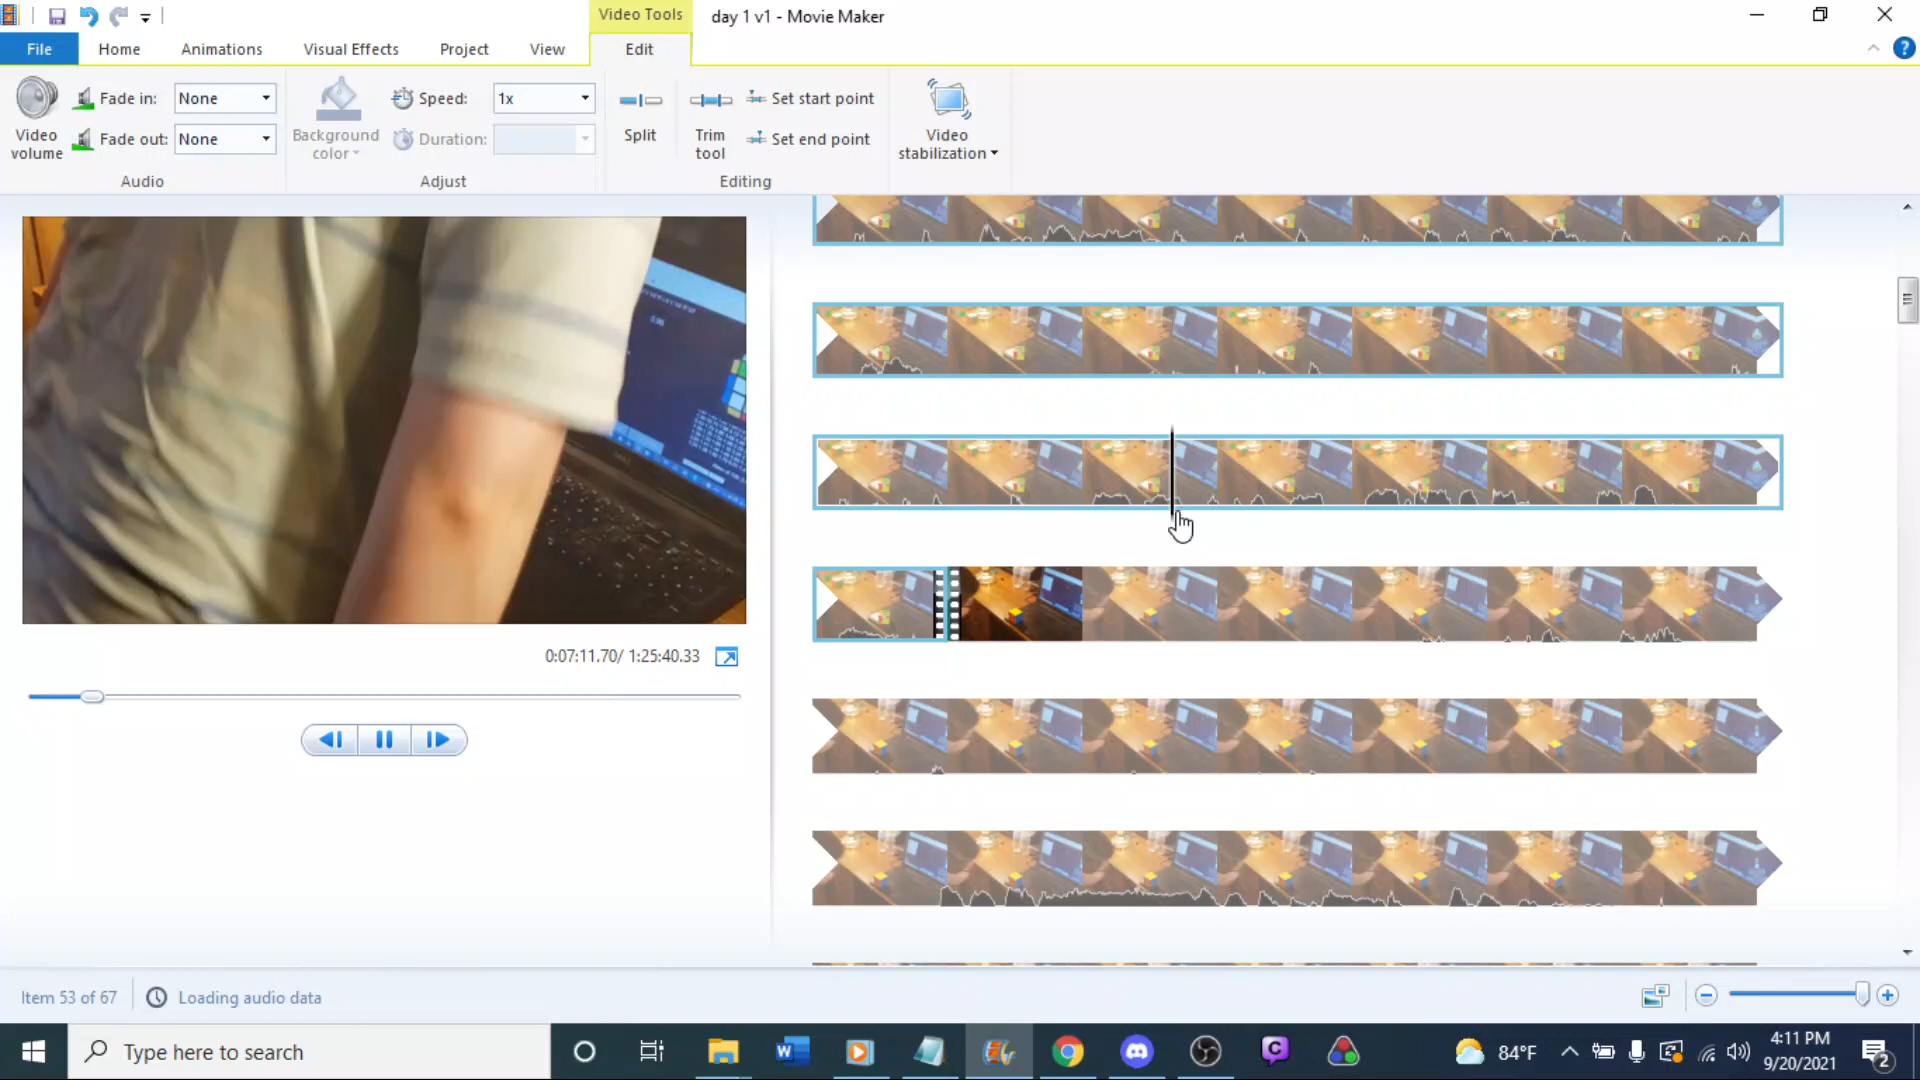 Video Tools
day 1 v1 - Movie Maker
File
Home
Animations
Visual Effects
Project
View
Edit
Video volume
Fade in:
None
Fade out:
None
Audio
Background color
Speed:
1x
Duration:
Adjust
Split
Trim tool
Set start point
Set end point
Editing
Video stabilization
0:07:11.70/ 1:25:40.33
Item 53 of 67
Loading audio data
Type here to search
84°F
4:11 PM
9/20/2021
2